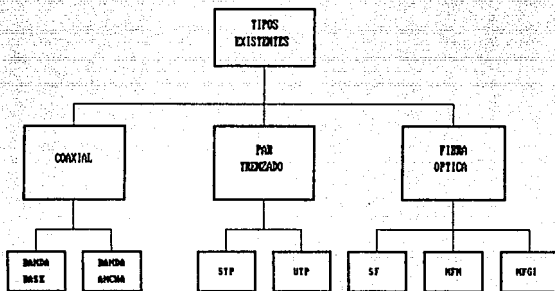 TIPOS
EXISTENTES
COAXIAL
PAR
TRENZADO
FIBRA
OPTICA
BANDA
BASE
BANDA
ANCHA
STP
UTP
SF
MFM
MFGI